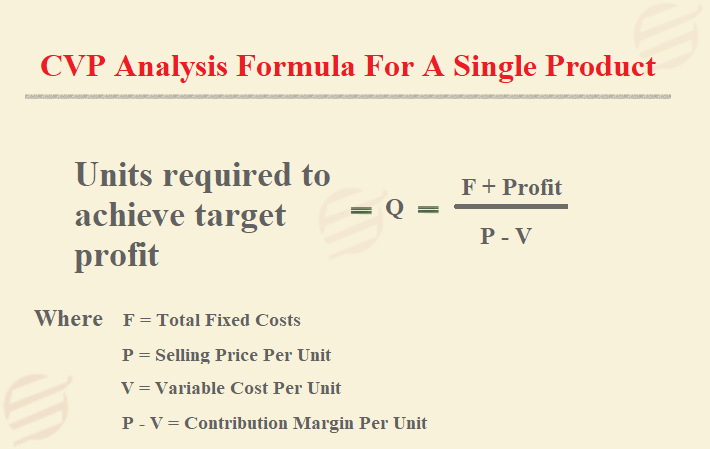 CVP Analysis Formula For A Single Product
Units required to
achieve target
profit
= Q =
F + Profit
P - V
Where F = Total Fixed Costs
P = Selling Price Per Unit
V = Variable Cost Per Unit
P - V = Contribution Margin Per Unit